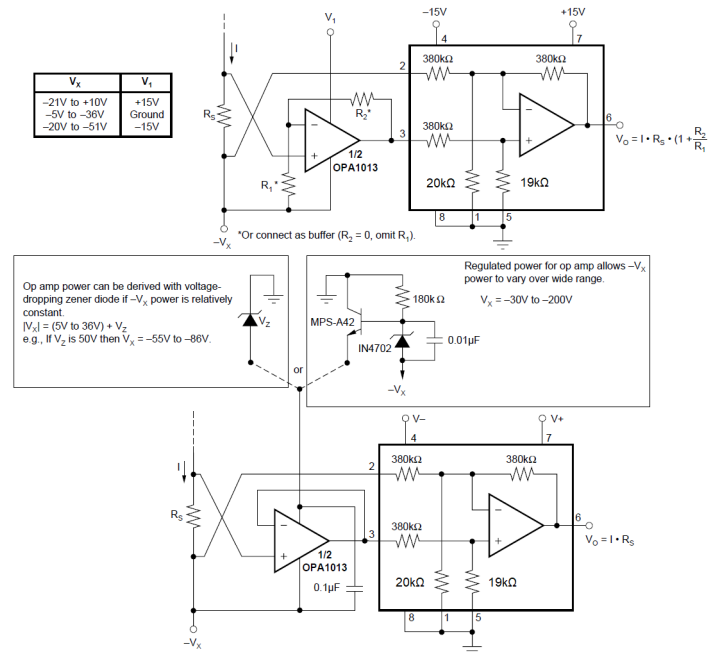 –15V
+15V
V1
I
4
7
380kΩ
380kΩ
2
VX V1
–21V to +10V +15V
–5V to –36V Ground
–20V to –51V –15V
RS
R2*
–
+
380kΩ
3
–
+
6
VO = I • RS • (1 + R2/R1)
1/2
OPA1013
R1*
20kΩ
19kΩ
8
1
5
–VX
*Or connect as buffer (R2 = 0, omit R1).
Op amp power can be derived with voltage-
dropping zener diode if –VX power is relatively
constant.
|VX| = (5V to 36V) + VZ
e.g., If VZ is 50V then VX = –55V to –86V.
VZ
or
Regulated power for op amp allows –VX
power to vary over wide range.
VX = –30V to –200V
180kΩ
MPS-A42
IN4702
0.01µF
–VX
V–
V+
4
7
I
380kΩ
380kΩ
2
RS
–
+
380kΩ
3
–
+
6
VO = I • RS
1/2
OPA1013
0.1µF
20kΩ
19kΩ
8
1
5
–VX